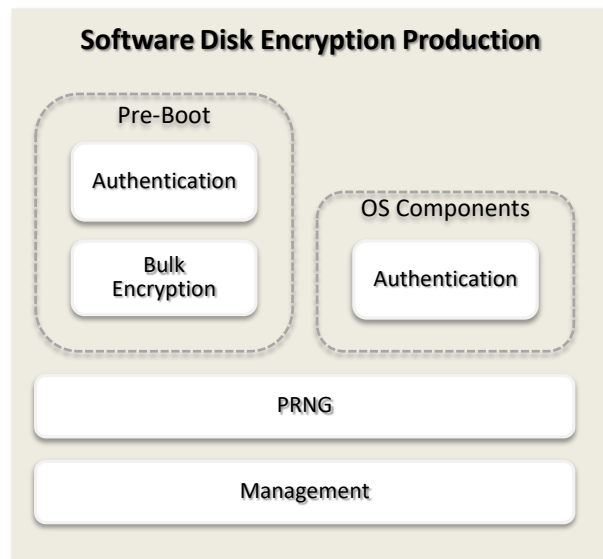 Software Disk Encryption Production
Pre-Boot
Authentication
Bulk
Encryption
OS Components
Authentication
PRNG
Management